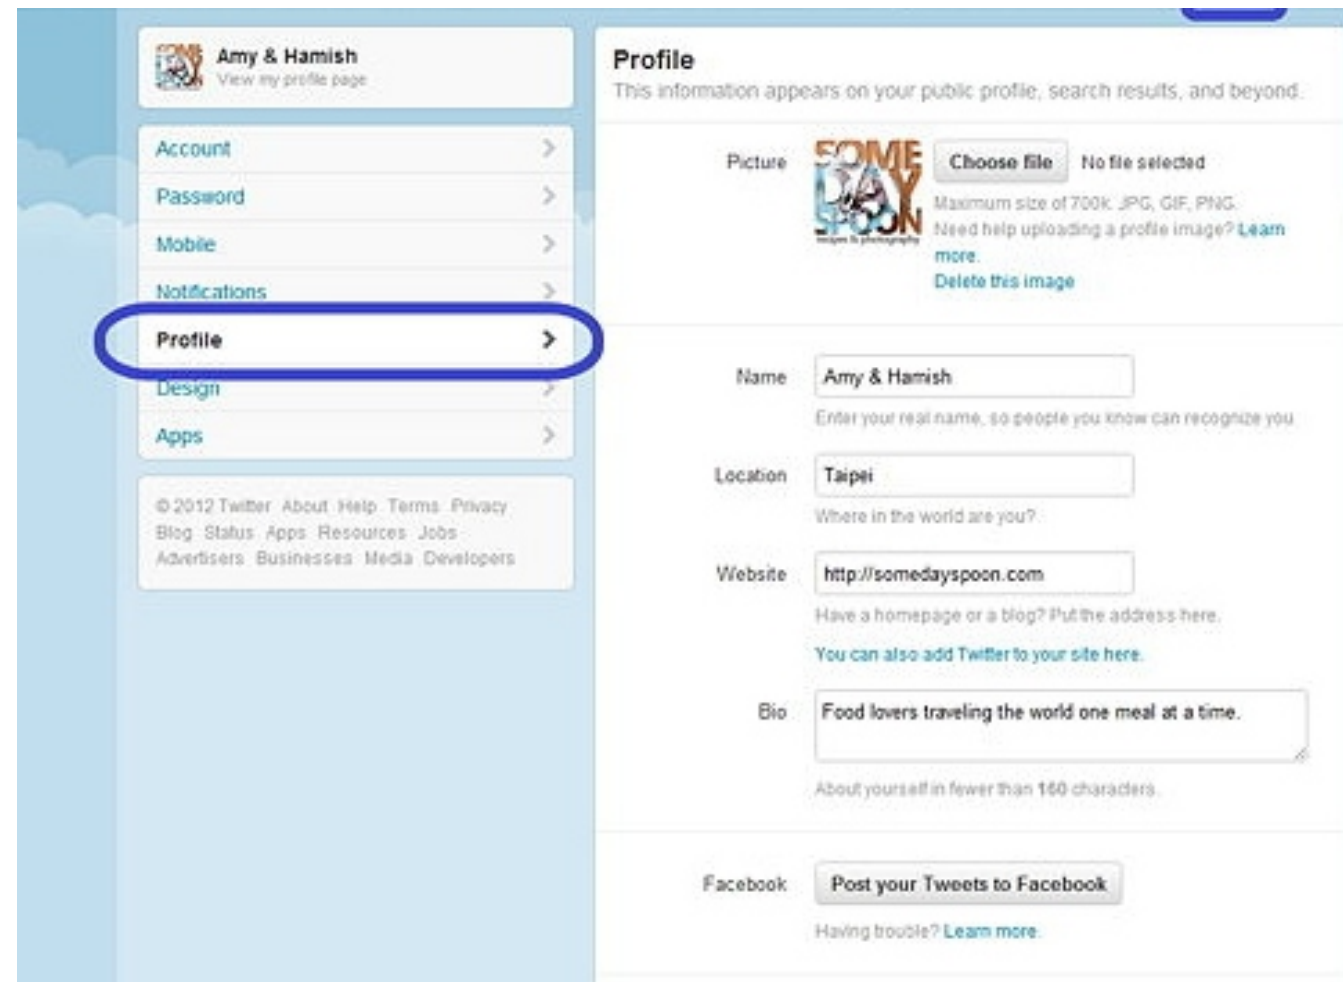 Amy & Hamish
View my profile page
Account
Password
Mobile
Notifications
Profile
Design
Apps
© 2012 Twitter About Help Terms Privacy
Blog Status Apps Resources Jobs
Advertisers Businesses Media Developers
Profile
This information appears on your public profile, search results, and beyond.
Picture
SOME
DAY
SPOON
recipes & photography
Choose file No file selected
Maximum size of 700k. JPG, GIF, PNG.
Need help uploading a profile image? Learn
more.
Delete this image
Name Amy & Hamish
Enter your real name, so people you know can recognize you
Location Taipei
Where in the world are you?
Website http://somedayspoon.com
Have a homepage or a blog? Put the address here.
You can also add Twitter to your site here.
Bio Food lovers traveling the world one meal at a time.
About yourself in fewer than 160 characters.
Facebook Post your Tweets to Facebook
Having trouble? Learn more.